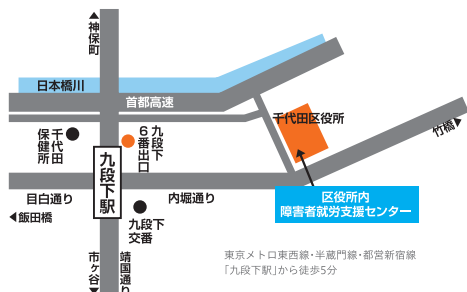 ▲神保町
日本橋川
首都高速
千代田区役所
竹橋▶
千代田
保健所
九段下
6番出口
九段下駅
目白通り
内堀通り
◀飯田橋
九段下
交番
区役所内
障害者就労支援センター
市ヶ谷▼
靖国通り
東京メトロ東西線・半蔵門線・都営新宿線
「九段下駅」から徒歩5分